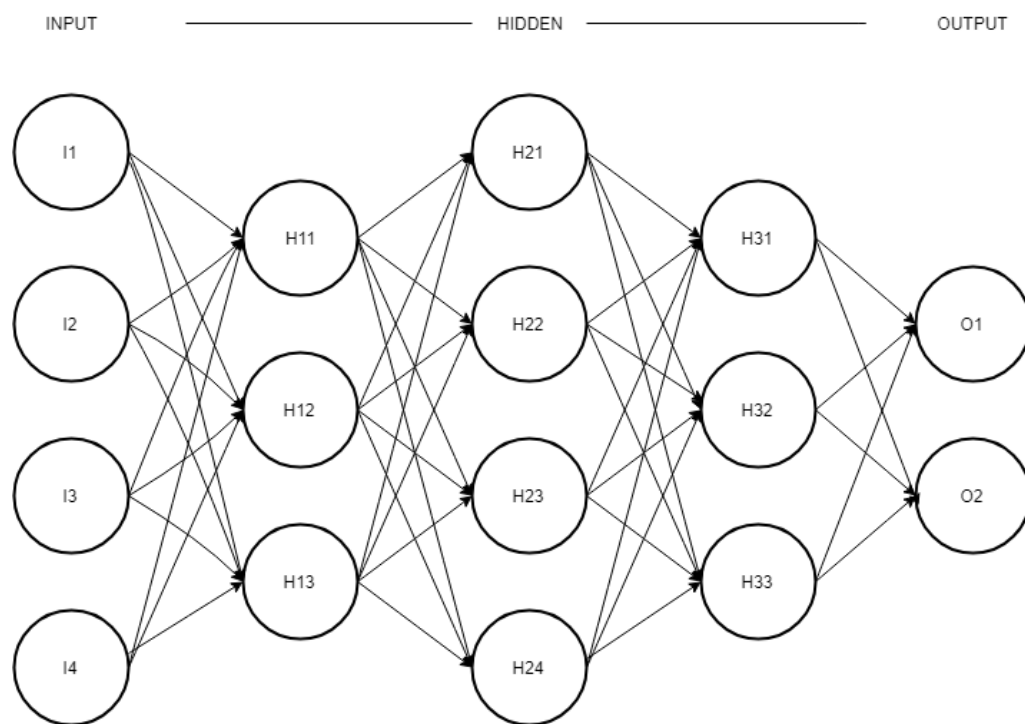 INPUT
HIDDEN
OUTPUT
I1
H21
H11
H31
I2
H22
O1
H12
H32
I3
H23
O2
H13
H33
I4
H24